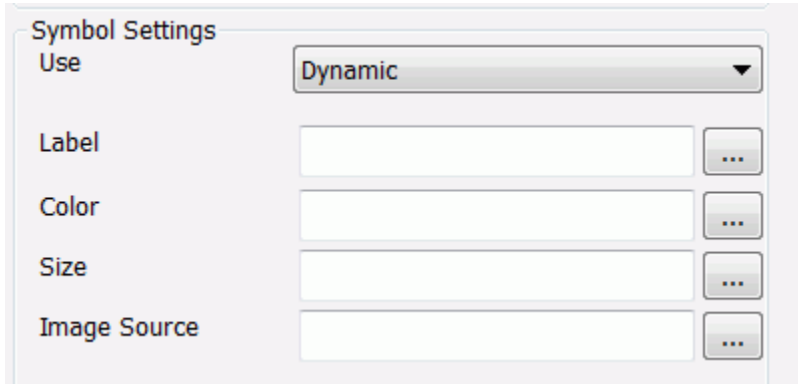 Symbol Settings
Use Dynamic
Label ...
Color ...
Size ...
Image Source ...